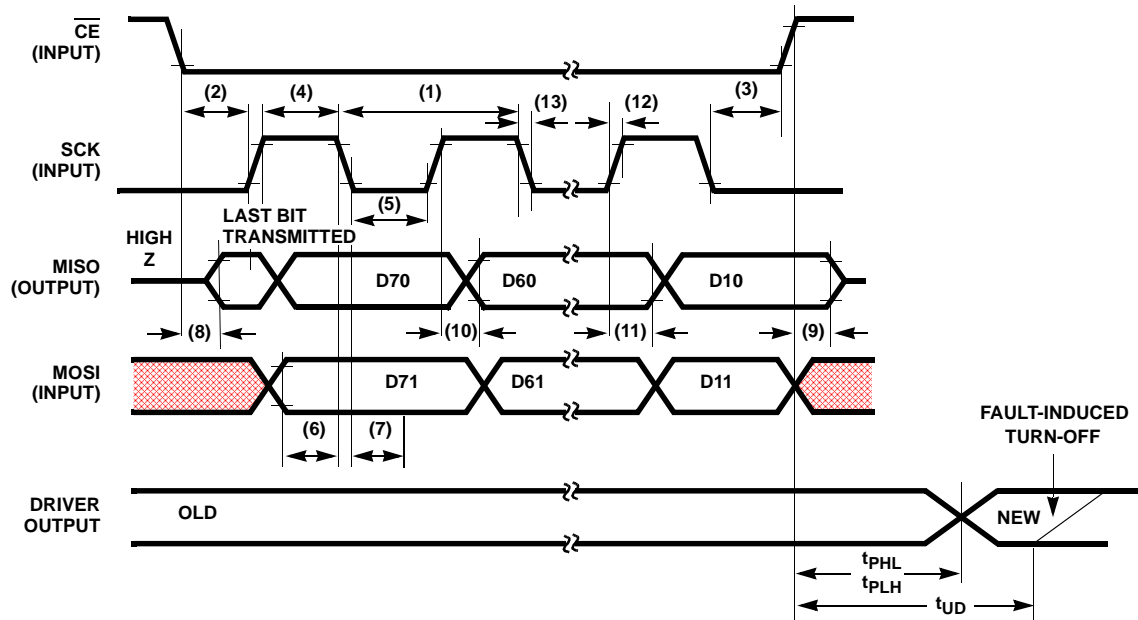 CE
(INPUT)
(2)
(4)
(1)
(13)
(12)
(3)
SCK
(INPUT)
(5)
LAST BIT
TRANSMITTED
HIGH
Z
MISO
(OUTPUT)
D70
D60
D10
(8)
(10)
(11)
(9)
MOSI
(INPUT)
D71
D61
D11
(6)
(7)
FAULT-INDUCED
TURN-OFF
DRIVER
OUTPUT
OLD
NEW
tPHL
tPLH
tUD